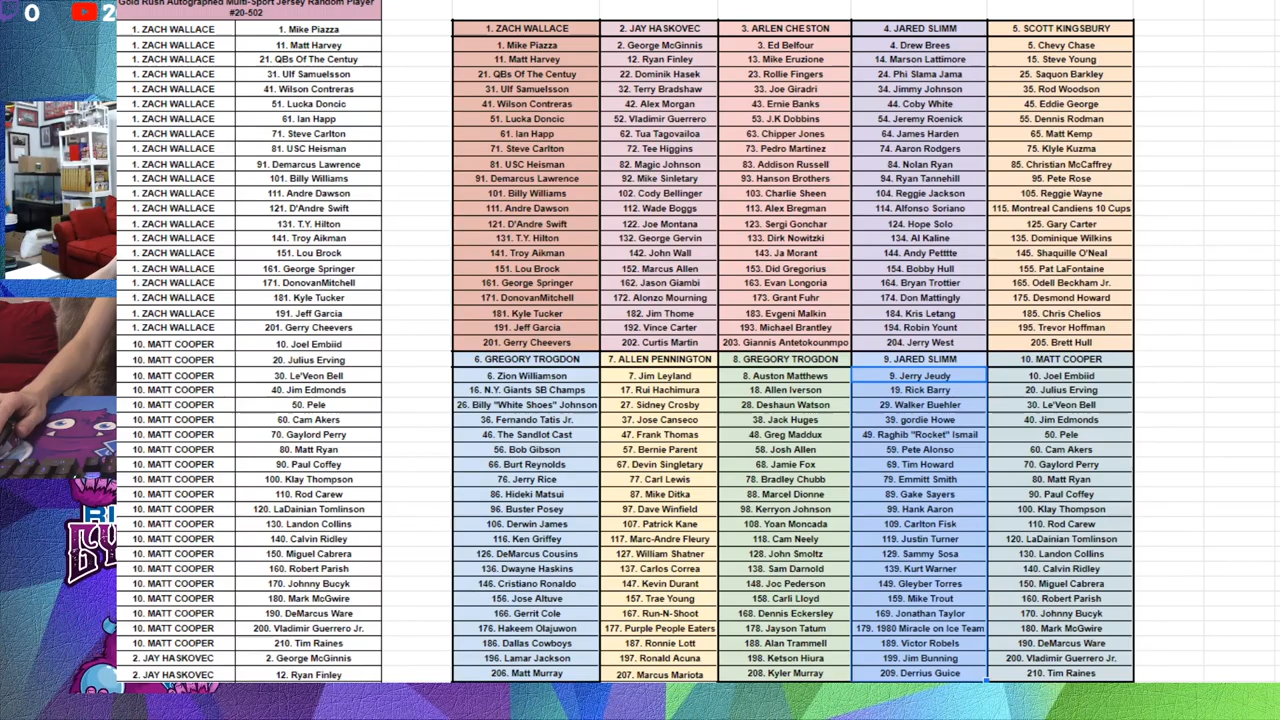 0
2
Gold Rush Autographed Multi-Sport Jersey Random Player
#20-502
1. ZACH WALLACE 1. Mike Piazza
1. ZACH WALLACE 11. Matt Harvey
1. ZACH WALLACE 21. QBs Of The Centuy
1. ZACH WALLACE 31. Ulf Samuelsson
1. ZACH WALLACE 41. Wilson Contreras
1. ZACH WALLACE 51. Lucka Doncic
1. ZACH WALLACE 61. Ian Happ
1. ZACH WALLACE 71. Steve Carlton
1. ZACH WALLACE 81. USC Heisman
1. ZACH WALLACE 91. Demarcus Lawrence
1. ZACH WALLACE 101. Billy Williams
1. ZACH WALLACE 111. Andre Dawson
1. ZACH WALLACE 121. D'Andre Swift
1. ZACH WALLACE 131. T.Y. Hilton
1. ZACH WALLACE 141. Troy Aikman
1. ZACH WALLACE 151. Lou Brock
1. ZACH WALLACE 161. George Springer
1. ZACH WALLACE 171. DonovanMitchell
1. ZACH WALLACE 181. Kyle Tucker
1. ZACH WALLACE 191. Jeff Garcia
1. ZACH WALLACE 201. Gerry Cheevers
10. MATT COOPER 10. Joel Embiid
10. MATT COOPER 20. Julius Erving
10. MATT COOPER 30. Le'Veon Bell
10. MATT COOPER 40. Jim Edmonds
10. MATT COOPER 50. Pele
10. MATT COOPER 60. Cam Akers
10. MATT COOPER 70. Gaylord Perry
10. MATT COOPER 80. Matt Ryan
10. MATT COOPER 90. Paul Coffey
10. MATT COOPER 100. Klay Thompson
10. MATT COOPER 110. Rod Carew
10. MATT COOPER 120. LaDainian Tomlinson
10. MATT COOPER 130. Landon Collins
10. MATT COOPER 140. Calvin Ridley
10. MATT COOPER 150. Miguel Cabrera
10. MATT COOPER 160. Robert Parish
10. MATT COOPER 170. Johnny Bucyk
10. MATT COOPER 180. Mark McGwire
10. MATT COOPER 190. DeMarcus Ware
10. MATT COOPER 200. Vladimir Guerrero Jr.
10. MATT COOPER 210. Tim Raines
2. JAY HASKOVEC 2. George McGinnis
2. JAY HASKOVEC 12. Ryan Finley
1. ZACH WALLACE 2. JAY HASKOVEC 3. ARLEN CHESTON 4. JARED SLIMM 5. SCOTT KINGSBURY
1. Mike Piazza 2. George McGinnis 3. Ed Belfour 4. Drew Brees 5. Chevy Chase
11. Matt Harvey 12. Ryan Finley 13. Mike Eruzione 14. Marson Lattimore 15. Steve Young
21. QBs Of The Centuy 22. Dominik Hasek 23. Rollie Fingers 24. Phi Slama Jama 25. Saquon Barkley
31. Ulf Samuelsson 32. Terry Bradshaw 33. Joe Giradri 34. Jimmy Johnson 35. Rod Woodson
41. Wilson Contreras 42. Alex Morgan 43. Ernie Banks 44. Coby White 45. Eddie George
51. Lucka Doncic 52. Vladimir Guerrero 53. J.K Dobbins 54. Jeremy Roenick 55. Dennis Rodman
61. Ian Happ 62. Tua Tagovailoa 63. Chipper Jones 64. James Harden 65. Matt Kemp
71. Steve Carlton 72. Tee Higgins 73. Pedro Martinez 74. Aaron Rodgers 75. Klyle Kuzma
81. USC Heisman 82. Magic Johnson 83. Addison Russell 84. Nolan Ryan 85. Christian McCaffrey
91. Demarcus Lawrence 92. Mike Sinletary 93. Hanson Brothers 94. Ryan Tannehill 95. Pete Rose
101. Billy Williams 102. Cody Bellinger 103. Charlie Sheen 104. Reggie Jackson 105. Reggie Wayne
111. Andre Dawson 112. Wade Boggs 113. Alex Bregman 114. Alfonso Soriano 115. Montreal Candiens 10 Cups
121. D'Andre Swift 122. Joe Montana 123. Sergi Gonchar 124. Hope Solo 125. Gary Carter
131. T.Y. Hilton 132. George Gervin 133. Dirk Nowitzki 134. Al Kaline 135. Dominique Wilkins
141. Troy Aikman 142. John Wall 143. Ja Morant 144. Andy Petttte 145. Shaquille O'Neal
151. Lou Brock 152. Marcus Allen 153. Did Gregorius 154. Bobby Hull 155. Pat LaFontaine
161. George Springer 162. Jason Giambi 163. Evan Longoria 164. Bryan Trottier 165. Odell Beckham Jr.
171. DonovanMitchell 172. Alonzo Mourning 173. Grant Fuhr 174. Don Mattingly 175. Desmond Howard
181. Kyle Tucker 182. Jim Thome 183. Evgeni Malkin 184. Kris Letang 185. Chris Chelios
191. Jeff Garcia 192. Vince Carter 193. Michael Brantley 194. Robin Yount 195. Trevor Hoffman
201. Gerry Cheevers 202. Curtis Martin 203. Giannis Antetokounmpo 204. Jerry West 205. Brett Hull
6. GREGORY TROGDON 7. ALLEN PENNINGTON 8. GREGORY TROGDON 9. JARED SLIMM 10. MATT COOPER
6. Zion Williamson 7. Jim Leyland 8. Auston Matthews 9. Jerry Jeudy 10. Joel Embiid
16. N.Y. Giants SB Champs 17. Rui Hachimura 18. Allen Iverson 19. Rick Barry 20. Julius Erving
26. Billy "White Shoes" Johnson 27. Sidney Crosby 28. Deshaun Watson 29. Walker Buehler 30. Le'Veon Bell
36. Fernando Tatis Jr. 37. Jose Canseco 38. Jack Huges 39. gordie Howe 40. Jim Edmonds
46. The Sandlot Cast 47. Frank Thomas 48. Greg Maddux 49. Raghib "Rocket" Ismail 50. Pele
56. Bob Gibson 57. Bernie Parent 58. Josh Allen 59. Pete Alonso 60. Cam Akers
66. Burt Reynolds 67. Devin Singletary 68. Jamie Fox 69. Tim Howard 70. Gaylord Perry
76. Jerry Rice 77. Carl Lewis 78. Bradley Chubb 79. Emmitt Smith 80. Matt Ryan
86. Hideki Matsui 87. Mike Ditka 88. Marcel Dionne 89. Gake Sayers 90. Paul Coffey
96. Buster Posey 97. Dave Winfield 98. Kerryon Johnson 99. Hank Aaron 100. Klay Thompson
106. Derwin James 107. Patrick Kane 108. Yoan Moncada 109. Carlton Fisk 110. Rod Carew
116. Ken Griffey 117. Marc-Andre Fleury 118. Cam Neely 119. Justin Turner 120. LaDainian Tomlinson
126. DeMarcus Cousins 127. William Shatner 128. John Smoltz 129. Sammy Sosa 130. Landon Collins
136. Dwayne Haskins 137. Carlos Correa 138. Sam Darnold 139. Kurt Warner 140. Calvin Ridley
146. Cristiano Ronaldo 147. Kevin Durant 148. Joc Pederson 149. Gleyber Torres 150. Miguel Cabrera
156. Jose Altuve 157. Trae Young 158. Carli Lloyd 159. Mike Trout 160. Robert Parish
166. Gerrit Cole 167. Run-N-Shoot 168. Dennis Eckersley 169. Jonathan Taylor 170. Johnny Bucyk
176. Hakeem Olajuwon 177. Purple People Eaters 178. Jayson Tatum 179. 1980 Miracle on Ice Team 180. Mark McGwire
186. Dallas Cowboys 187. Ronnie Lott 188. Alan Trammell 189. Victor Robels 190. DeMarcus Ware
196. Lamar Jackson 197. Ronald Acuna 198. Ketson Hiura 199. Jim Bunning 200. Vladimir Guerrero Jr.
206. Matt Murray 207. Marcus Mariota 208. Kyler Murray 209. Derrius Guice 210. Tim Raines